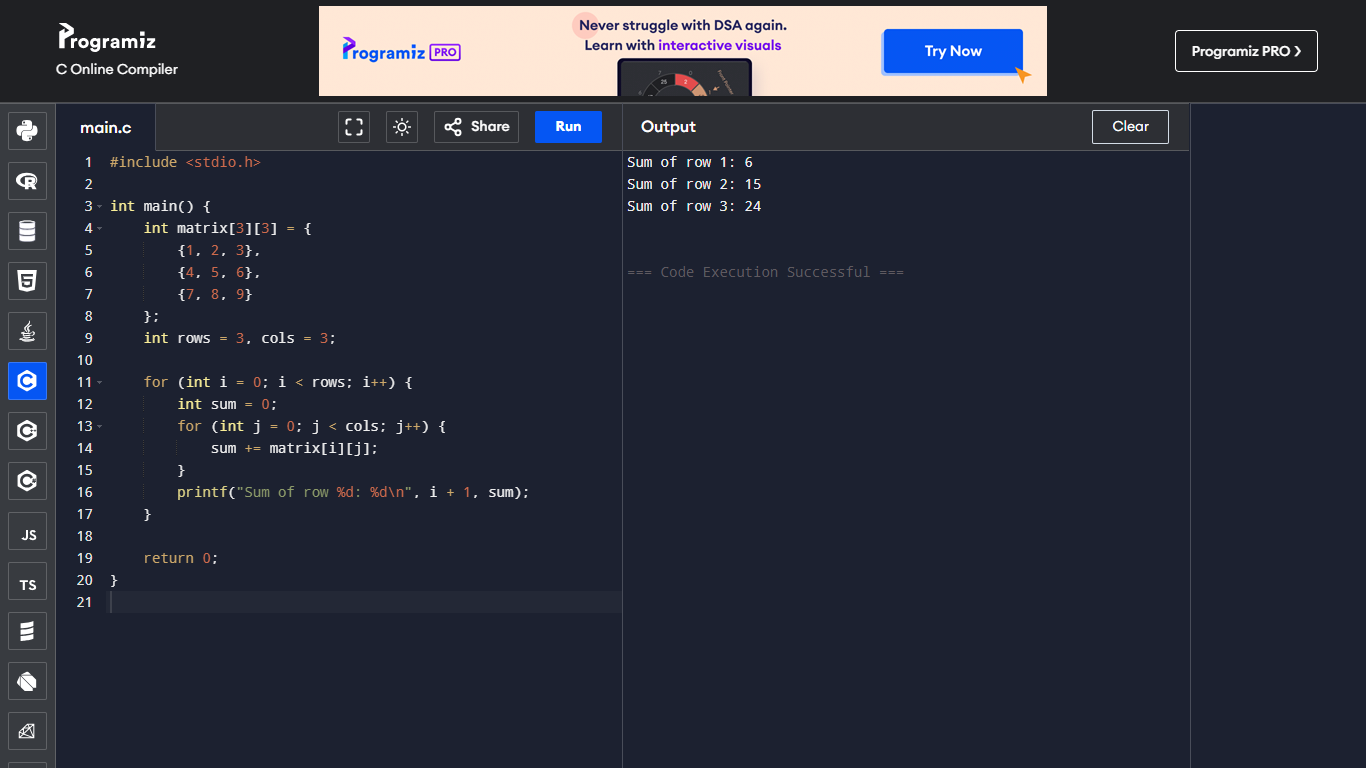 Programiz
C Online Compiler
Programiz PRO
Never struggle with DSA again.
Learn with interactive visuals
Try Now
Programiz PRO ❯
main.c
Share
Run
Output
Clear
JS
TS
1 #include <stdio.h>
2
3 int main() {
4     int matrix[3][3] = {
5         {1, 2, 3},
6         {4, 5, 6},
7         {7, 8, 9}
8     };
9     int rows = 3, cols = 3;
10
11     for (int i = 0; i < rows; i++) {
12         int sum = 0;
13         for (int j = 0; j < cols; j++) {
14             sum += matrix[i][j];
15         }
16         printf("Sum of row %d: %d\n", i + 1, sum);
17     }
18
19     return 0;
20 }
21
Sum of row 1: 6
Sum of row 2: 15
Sum of row 3: 24
=== Code Execution Successful ===